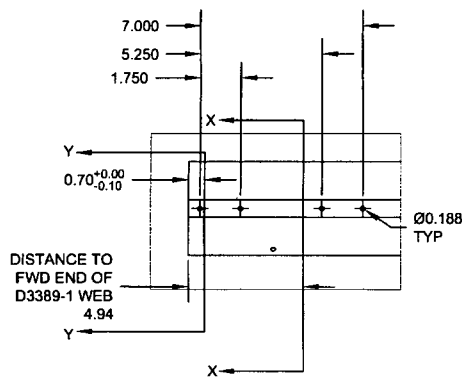 7.000
5.250
1.750
X
Y
0.70+0.00
-0.10
Ø0.188
TYP
DISTANCE TO
FWD END OF
D3389-1 WEB
4.94
Y
X